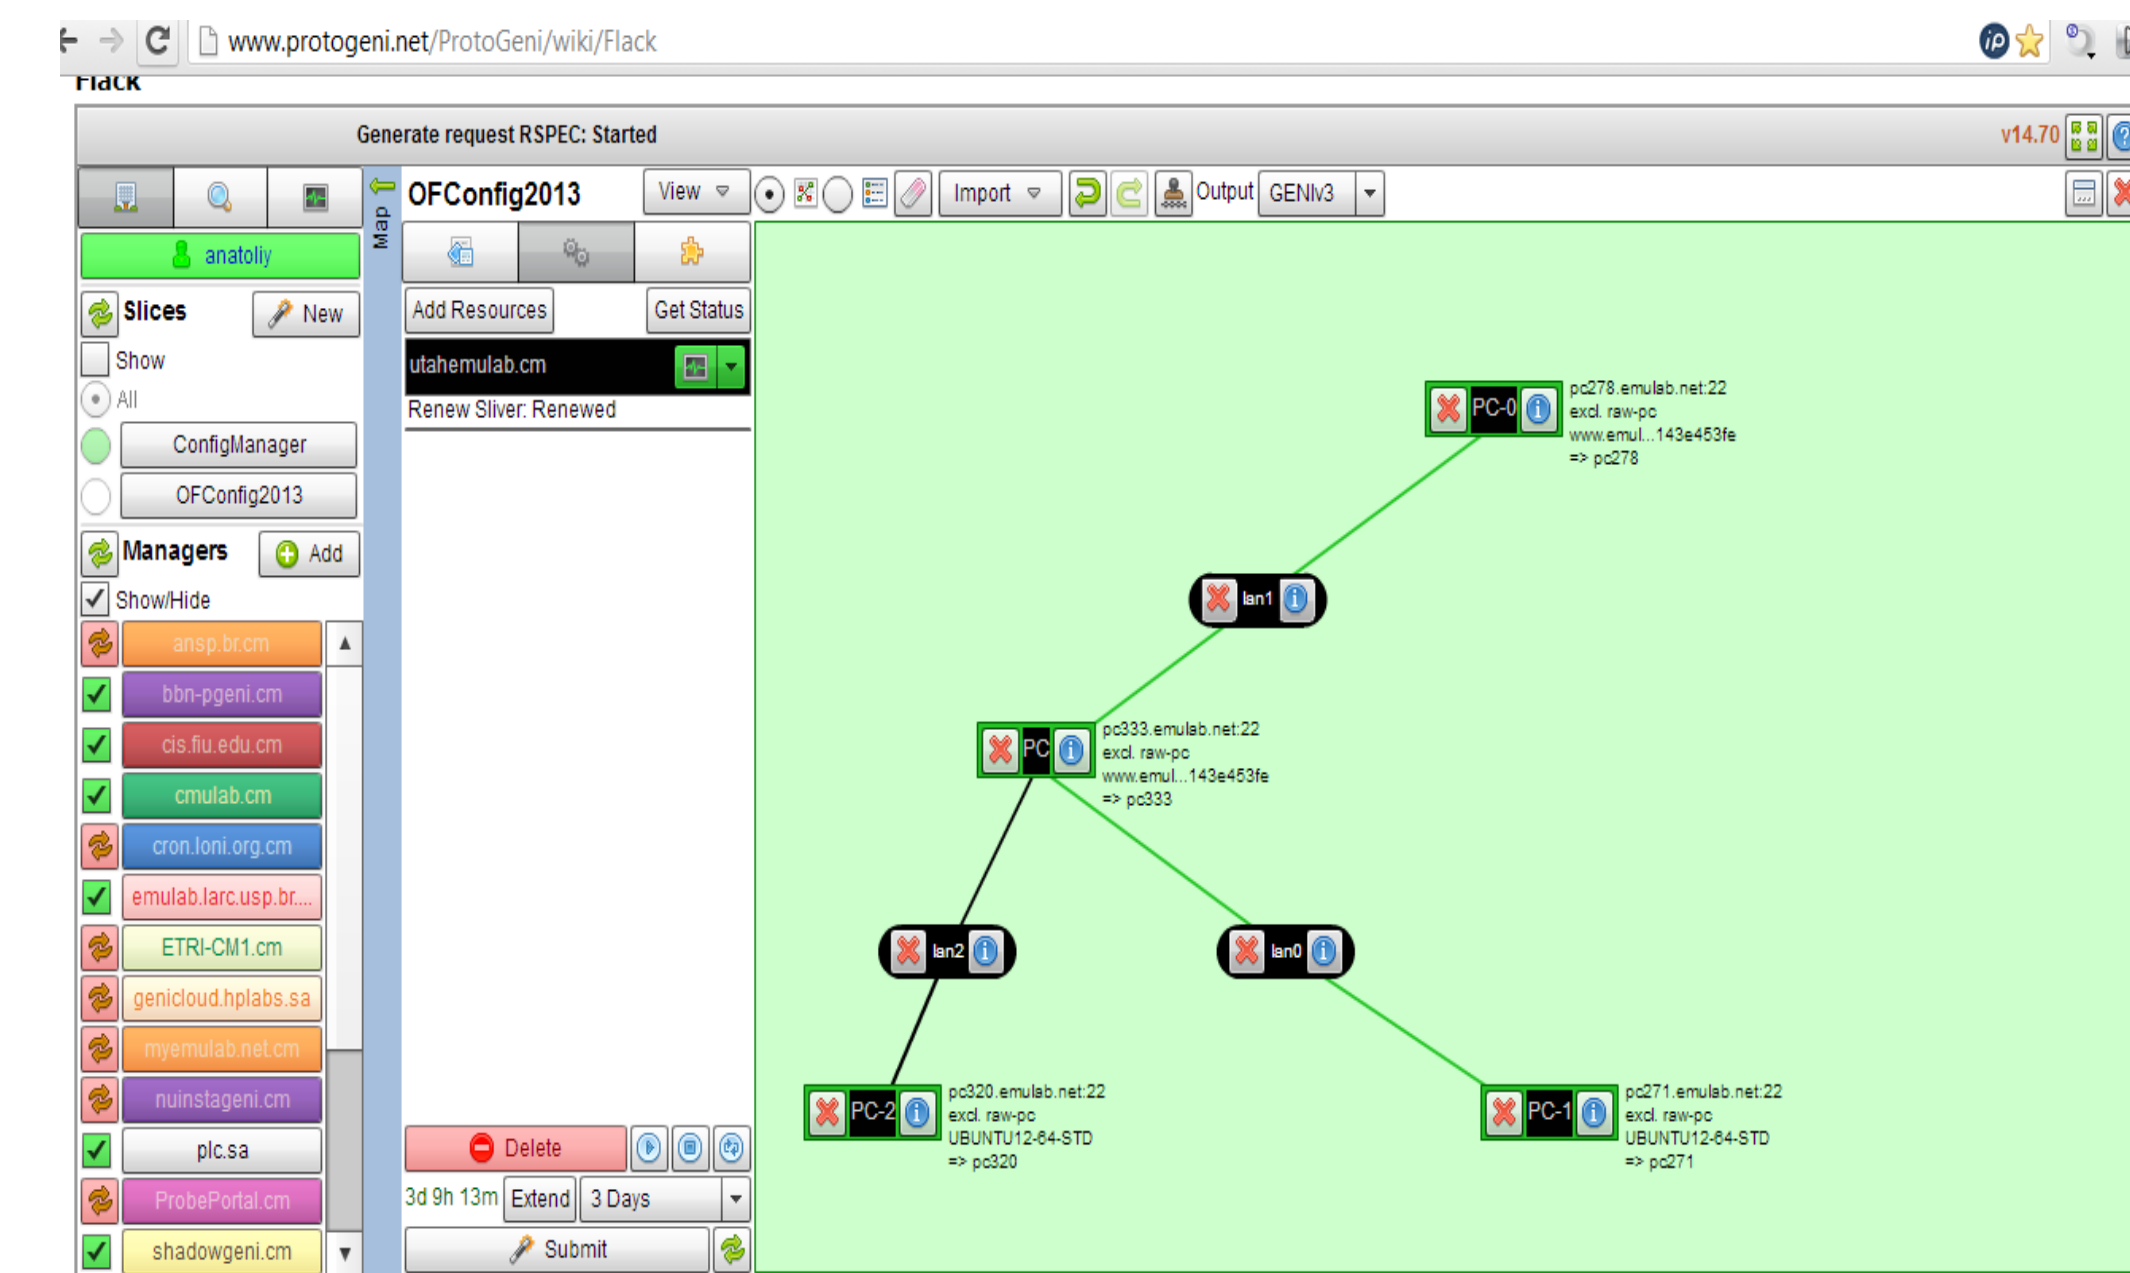 www.protogeni.net/ProtoGeni/wiki/Flack
Flack
Generate request RSPEC: Started
v14.70
OFConfig2013
View
Import
Output
GENIv3
Map
anatoliy
Slices
New
Show
All
ConfigManager
OFConfig2013
Managers
Add
Show/Hide
ansp.br.cm
bbn-pgeni.cm
cis.fiu.edu.cm
cmulab.cm
cron.loni.org.cm
emulab.larc.usp.br....
ETRI-CM1.cm
genicloud.hplabs.sa
myemulab.net.cm
nuinstageni.cm
plc.sa
ProbePortal.cm
shadowgeni.cm
Add Resources
Get Status
utahemulab.cm
Renew Sliver: Renewed
Delete
3d 9h 13m
Extend
3 Days
Submit
PC-0
pc278.emulab.net:22
excl. raw-pc
www.emul...143e453fe
=> pc278
lan1
PC
pc333.emulab.net:22
excl. raw-pc
www.emul...143e453fe
=> pc333
lan2
lan0
PC-2
pc320.emulab.net:22
excl. raw-pc
UBUNTU12-64-STD
=> pc320
PC-1
pc271.emulab.net:22
excl. raw-pc
UBUNTU12-64-STD
=> pc271